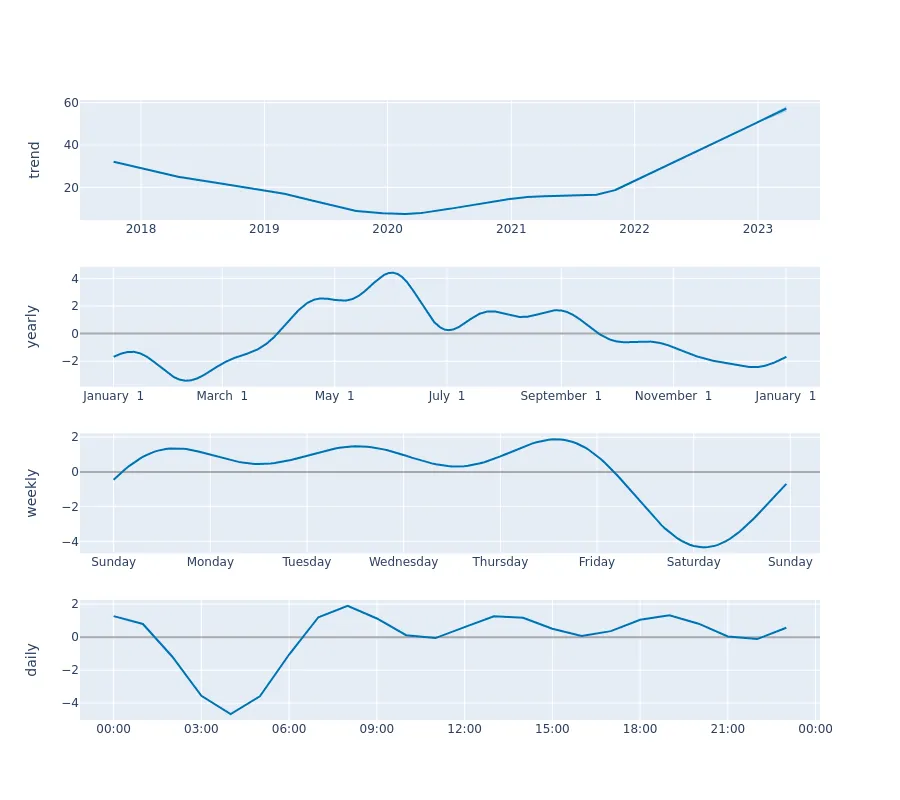 trend
60
40
20
2018 2019 2020 2021 2022 2023
yearly
4
2
0
−2
January 1 March 1 May 1 July 1 September 1 November 1 January 1
weekly
2
0
−2
−4
Sunday Monday Tuesday Wednesday Thursday Friday Saturday Sunday
daily
2
0
−2
−4
00:00 03:00 06:00 09:00 12:00 15:00 18:00 21:00 00:00